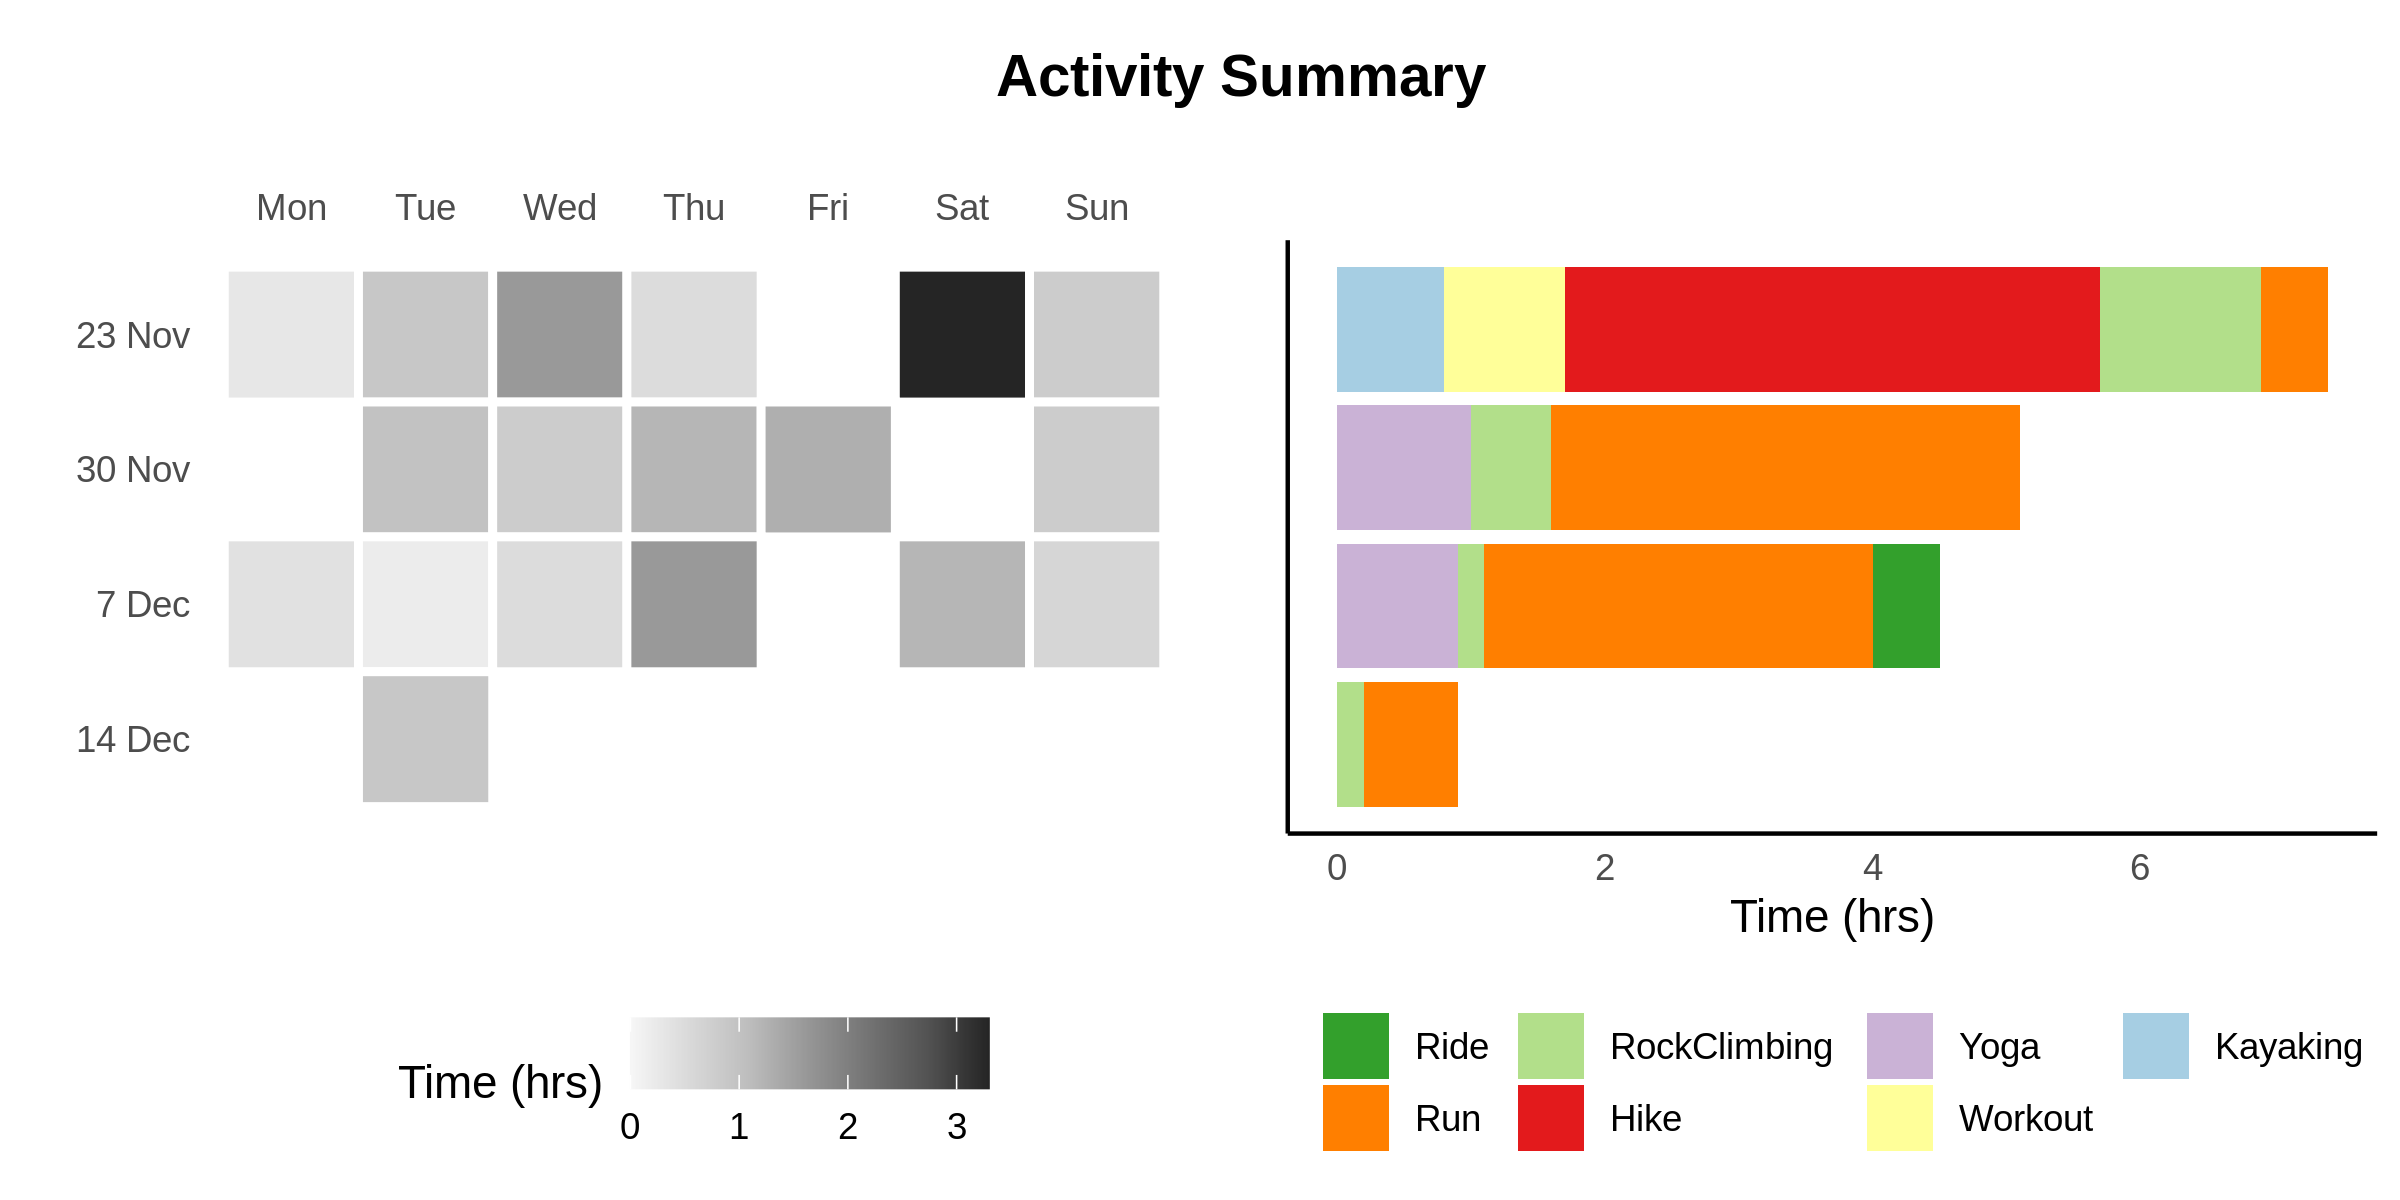 Activity Summary
Mon Tue Wed Thu Fri Sat Sun
23 Nov
30 Nov
7 Dec
14 Dec
0 2 4 6
Time (hrs)
Time (hrs)
0 1 2 3
Ride RockClimbing Yoga Kayaking
Run Hike Workout